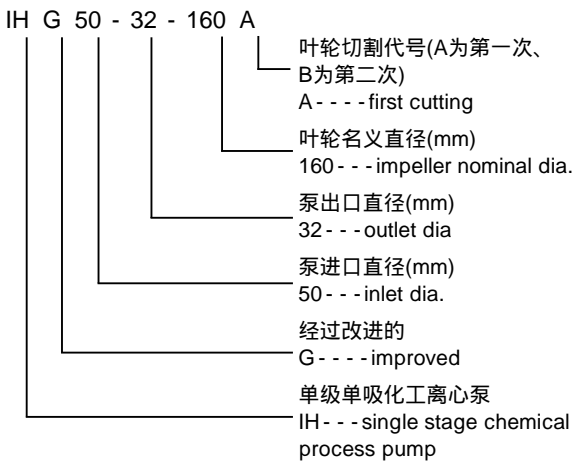 IH G 50 - 32 - 160 A
叶轮切割代号(A为第一次、
B为第二次)
A - - - - first cutting
叶轮名义直径(mm)
160 - - - impeller nominal dia.
泵出口直径(mm)
32 - - - outlet dia
泵进口直径(mm)
50 - - - inlet dia.
经过改进的
G - - - - improved
单级单吸化工离心泵
IH - - - single stage chemical
process pump